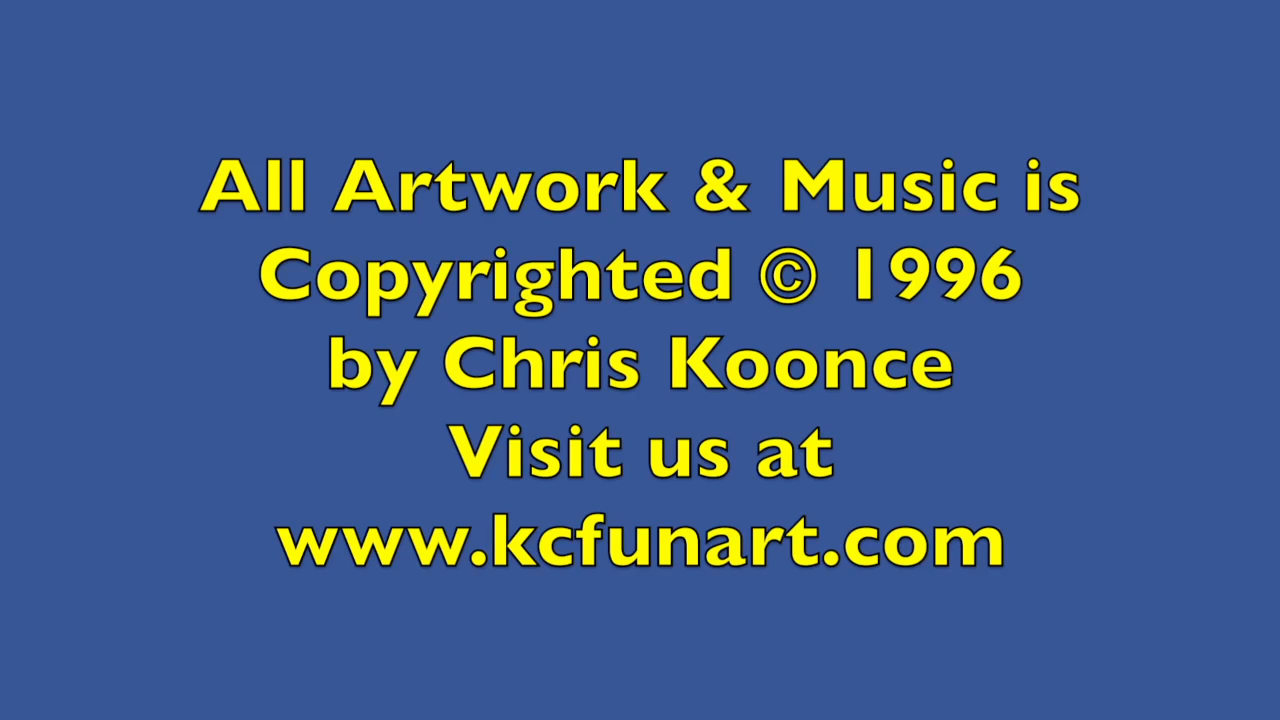 All Artwork & Music is
Copyrighted © 1996
by Chris Koonce
Visit us at
www.kcfunart.com